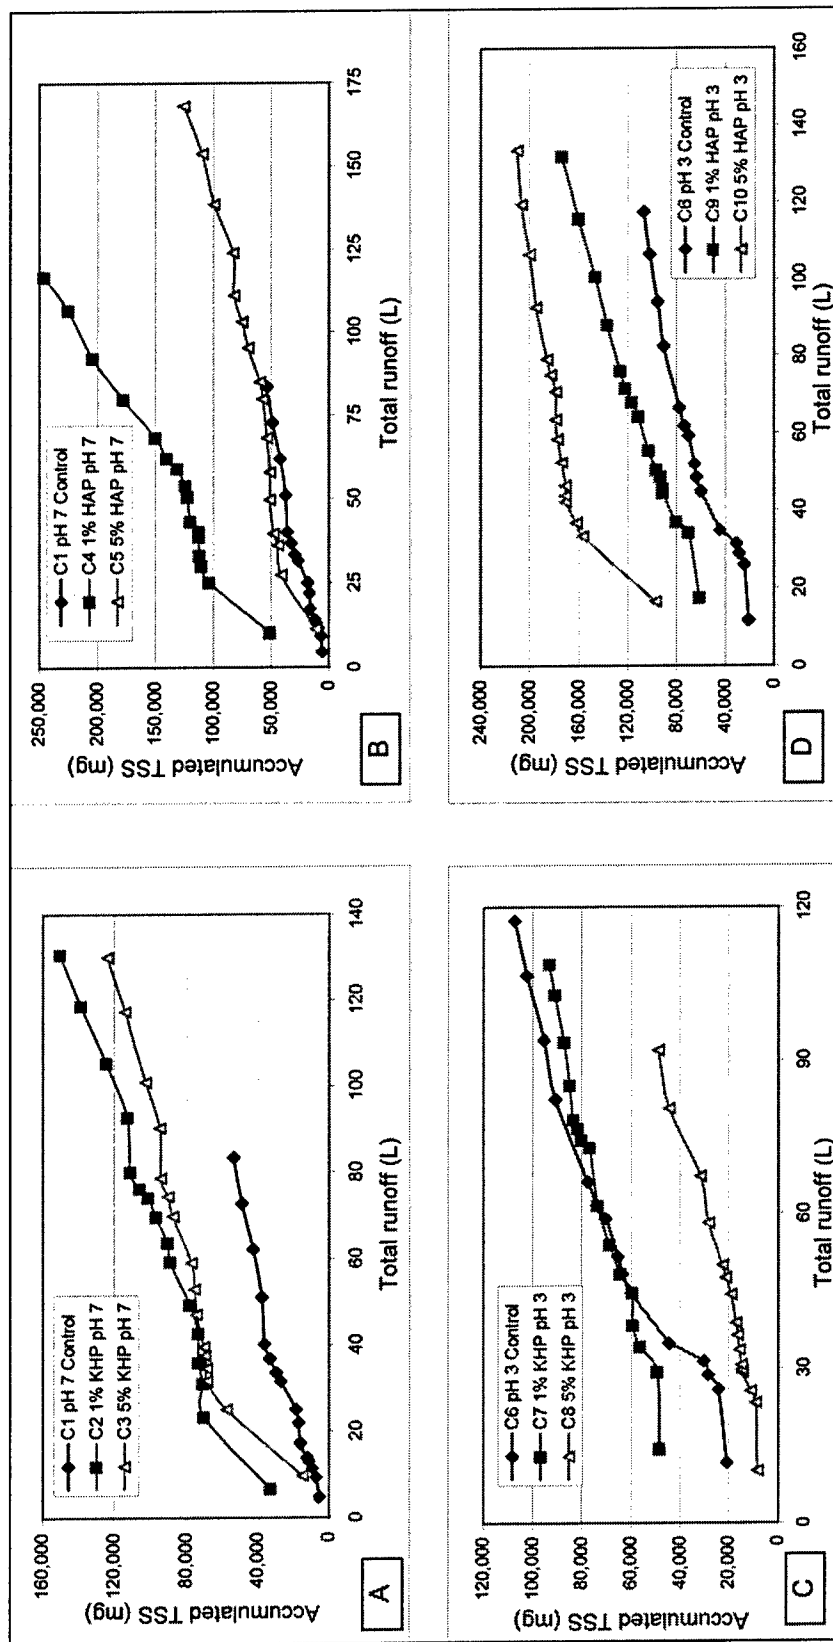 A
Accumulated TSS (mg)
160,000
120,000
80,000
40,000
0
0
20
40
60
80
100
120
140
Total runoff (L)
C1 pH 7 Control
C2 1% KHP pH 7
C3 5% KHP pH 7
B
Accumulated TSS (mg)
250,000
200,000
150,000
100,000
50,000
0
0
25
50
75
100
125
150
175
Total runoff (L)
C1 pH 7 Control
C4 1% HAP pH 7
C5 5% HAP pH 7
C
Accumulated TSS (mg)
120,000
100,000
80,000
60,000
40,000
20,000
0
0
30
60
90
120
Total runoff (L)
C6 pH 3 Control
C7 1% KHP pH 3
C8 5% KHP pH 3
D
Accumulated TSS (mg)
240,000
200,000
160,000
120,000
80,000
40,000
0
0
20
40
60
80
100
120
140
160
Total runoff (L)
C6 pH 3 Control
C9 1% HAP pH 3
C10 5% HAP pH 3